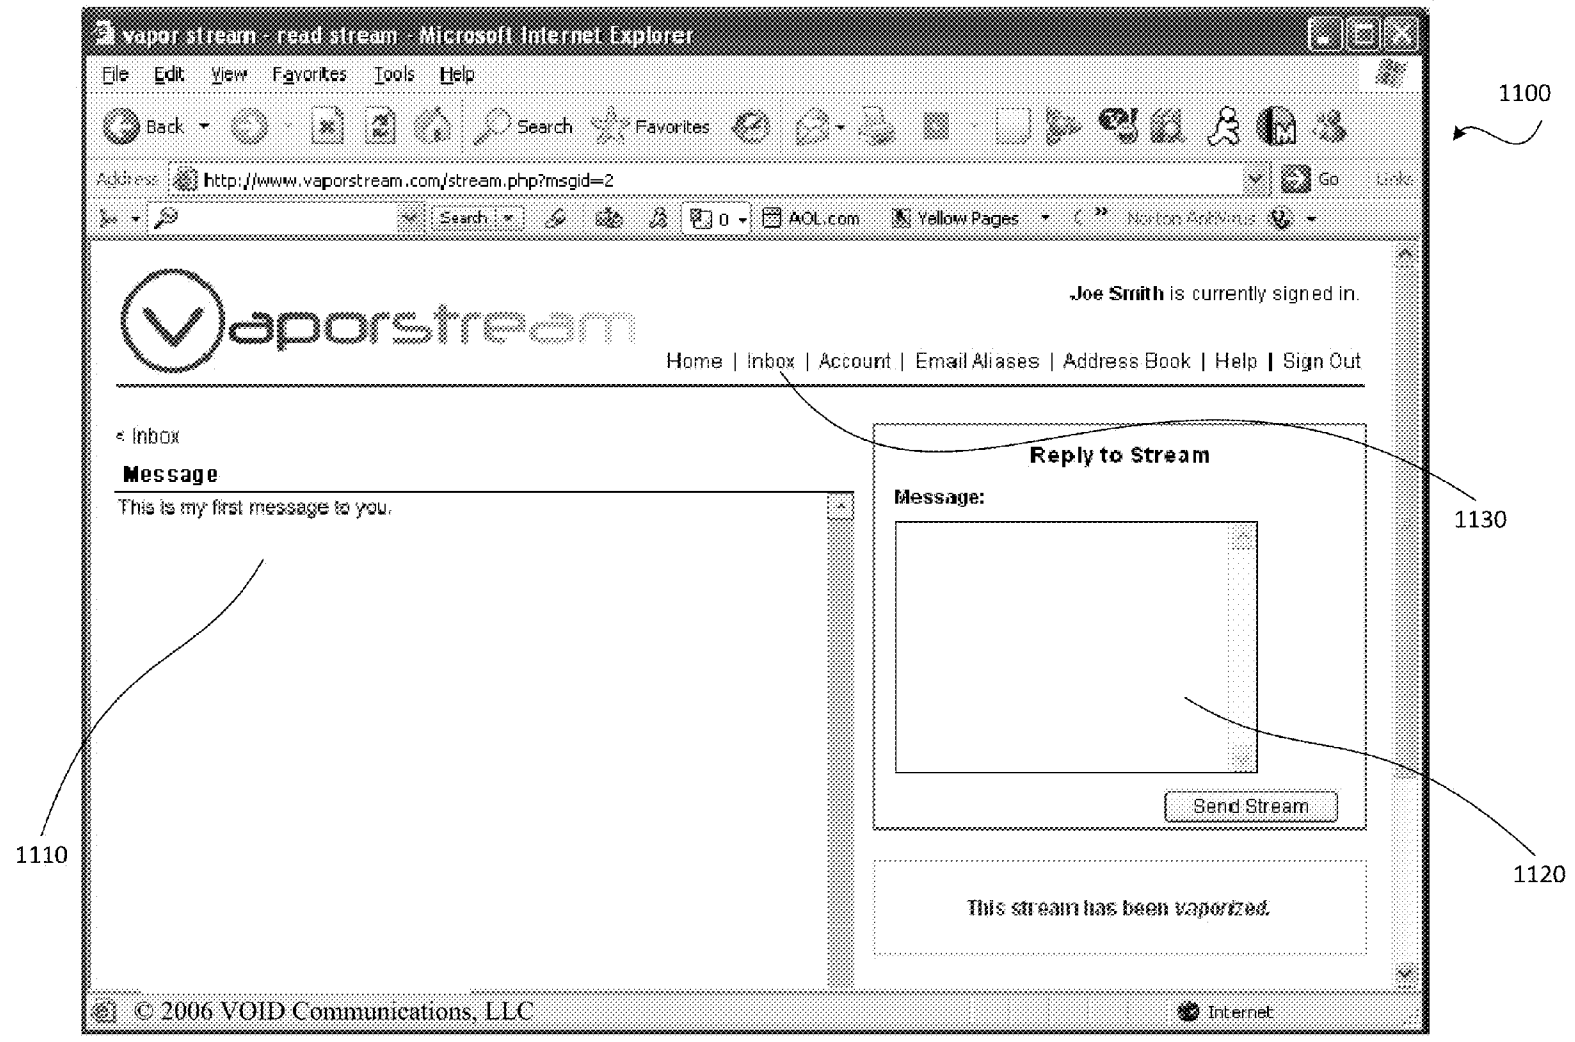 vapor stream - read stream - Microsoft Internet Explorer
File Edit View Favorites Tools Help
1100
Back Search Favorites
Address http://www.vaporstream.com/stream.php?msgid=2 Go Links
Search 0 AOL.com Yellow Pages » Norton AntiVirus
Vaporstream
Joe Smith is currently signed in.
Home | Inbox | Account | Email Aliases | Address Book | Help | Sign Out
< Inbox
Message
This is my first message to you.
Reply to Stream
Message:
1130
Send Stream
1110
1120
This stream has been vaporized.
© 2006 VOID Communications, LLC
Internet